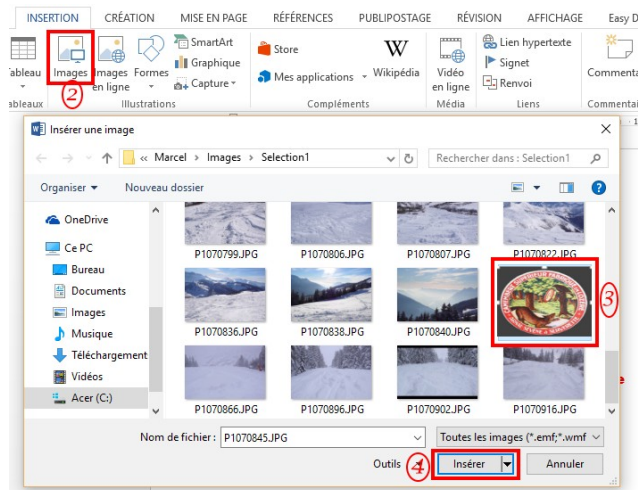 INSERTION CRÉATION MISE EN PAGE RÉFÉRENCES PUBLIPOSTAGE RÉVISION AFFICHAGE Easy D
Tableau Images Images en ligne Formes SmartArt Graphique Capture Store Mes applications Wikipédia Vidéo en ligne Lien hypertexte Signet Renvoi Commenta
2
ableaux Illustrations Compléments Média Liens Commentai
Insérer une image
« Marcel › Images › Selection1 Rechercher dans : Selection1
Organiser Nouveau dossier
OneDrive
Ce PC
Bureau
Documents
Images
Musique
Téléchargement
Vidéos
Acer (C:)
P1070799.JPG P1070806.JPG P1070807.JPG P1070822.JPG
P1070836.JPG P1070838.JPG P1070840.JPG
3
P1070866.JPG P1070896.JPG P1070902.JPG P1070916.JPG
Nom de fichier : P1070845.JPG Toutes les images (*.emf;*.wmf
Outils 4 Insérer Annuler